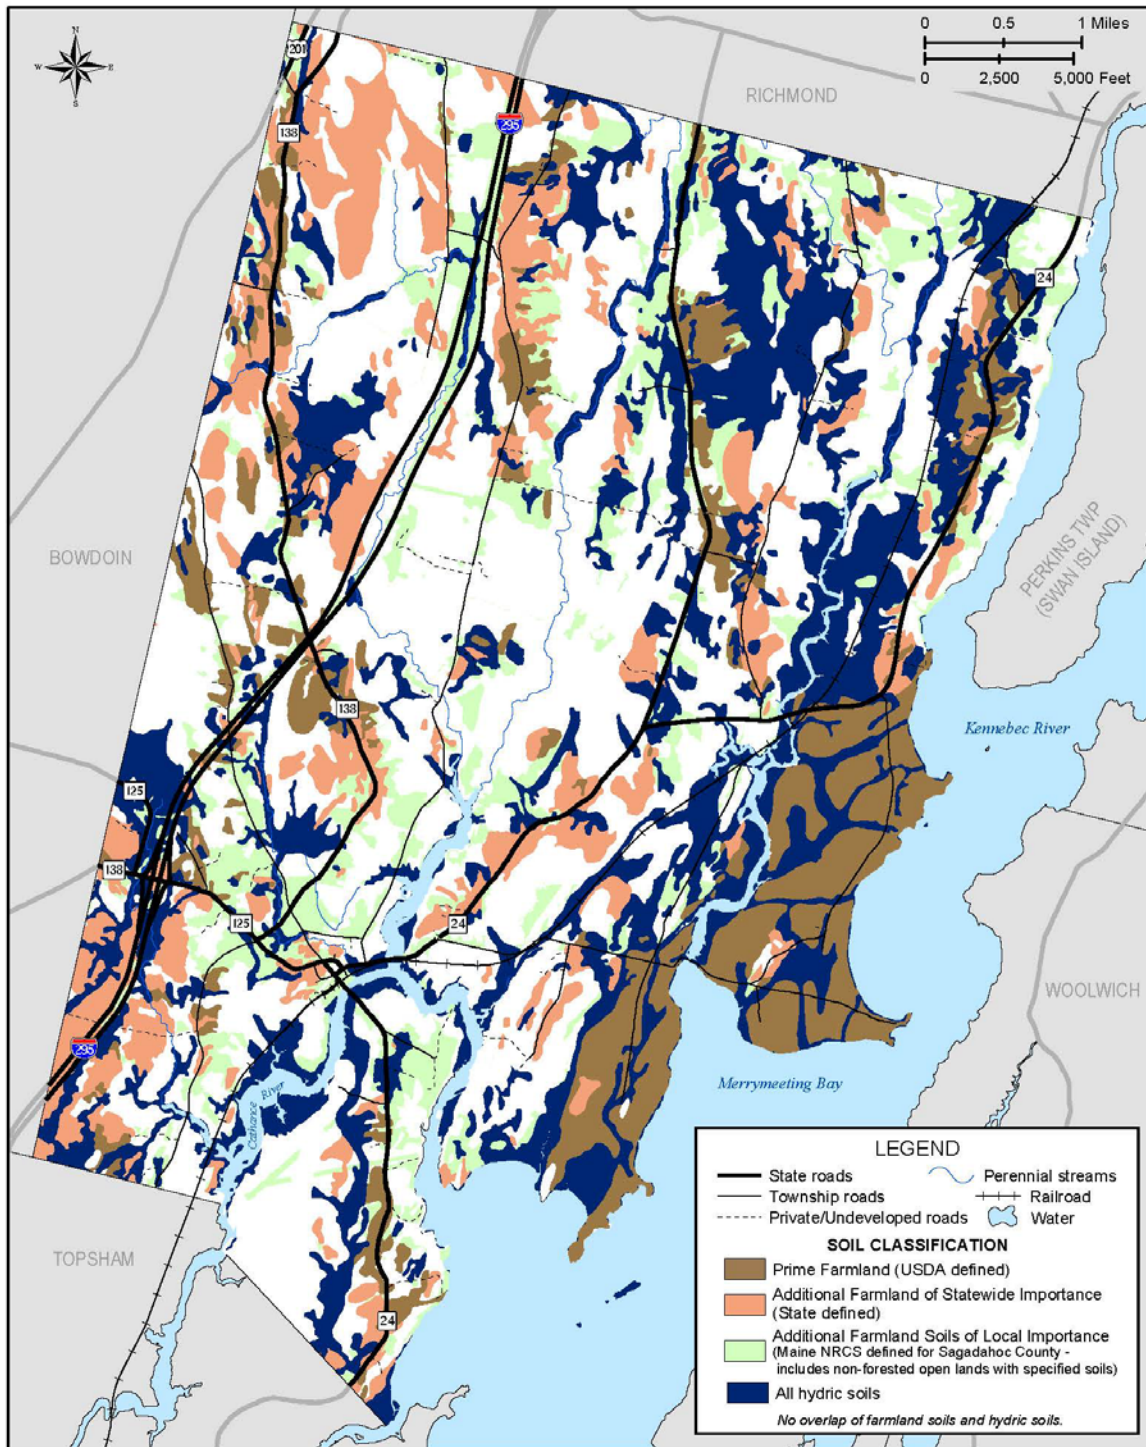 N
W
E
S
0 0.5 1 Miles
0 2,500 5,000 Feet
RICHMOND
201
138
295
24
BOWDOIN
PERKINS TWP
(SWAN ISLAND)
138
Kennebec River
125
138
125
24
WOOLWICH
295
Merrymeeting Bay
Cathance River
TOPSHAM
24
LEGEND
State roads
Perennial streams
Township roads
Railroad
Private/Undeveloped roads
Water
SOIL CLASSIFICATION
Prime Farmland (USDA defined)
Additional Farmland of Statewide Importance
(State defined)
Additional Farmland Soils of Local Importance
(Maine NRCS defined for Sagadahoc County -
includes non-forested open lands with specified soils)
All hydric soils
No overlap of farmland soils and hydric soils.